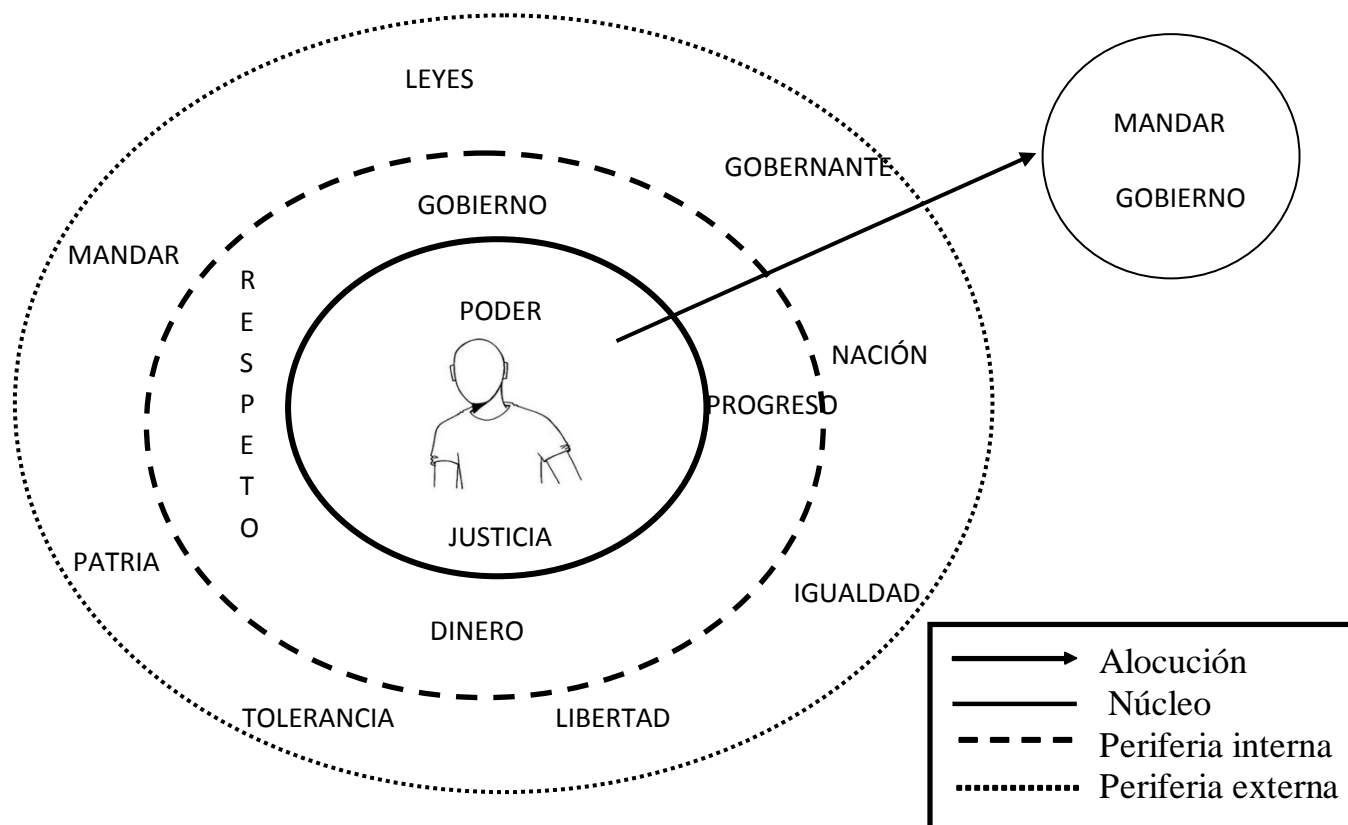 LEYES
MANDAR
GOBIERNO
GOBERNANTE
GOBIERNO
MANDAR
RESPETO
PODER
NACIÓN
PROGRESO
JUSTICIA
PATRIA
IGUALDAD
DINERO
TOLERANCIA
LIBERTAD
Alocución
Núcleo
Periferia interna
Periferia externa